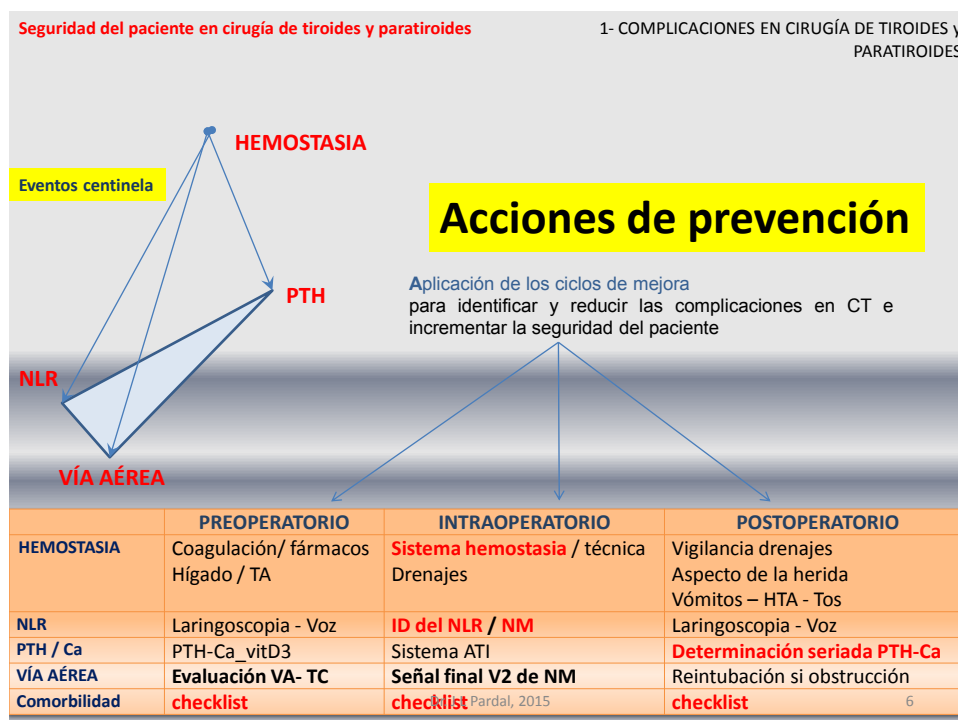 Seguridad del paciente en cirugía de tiroides y paratiroides
1- COMPLICACIONES EN CIRUGÍA DE TIROIDES y
PARATIROIDES
HEMOSTASIA
Eventos centinela
Acciones de prevención
PTH
Aplicación de los ciclos de mejora
para identificar y reducir las complicaciones en CT e
incrementar la seguridad del paciente
NLR
VÍA AÉREA
PREOPERATORIO INTRAOPERATORIO POSTOPERATORIO
HEMOSTASIA Coagulación/ fármacos Sistema hemostasia / técnica Vigilancia drenajes
Hígado / TA Drenajes Aspecto de la herida
Vómitos – HTA - Tos
NLR Laringoscopia - Voz ID del NLR / NM Laringoscopia - Voz
PTH / Ca PTH-Ca_vitD3 Sistema ATI Determinación seriada PTH-Ca
VÍA AÉREA Evaluación VA- TC Señal final V2 de NM Reintubación si obstrucción
Comorbilidad checklist checklist Pardal, 2015 checklist 6